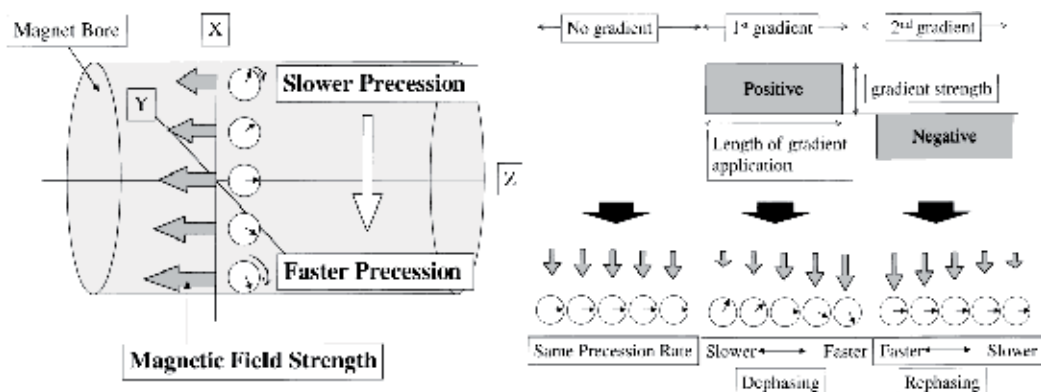 Magnet Bore
X
Slower Precession
Y
Z
Faster Precession
Magnetic Field Strength
No gradient
1st gradient
2nd gradient
Positive
gradient strength
Length of gradient
application
Negative
Same Precession Rate
Slower
Faster
Faster
Slower
Dephasing
Rephasing